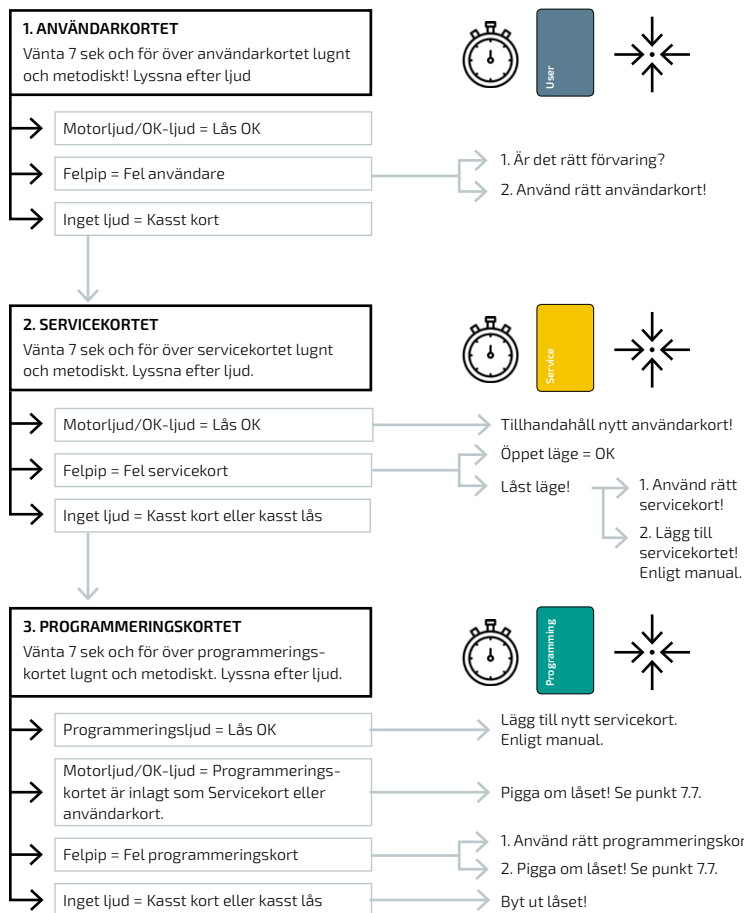 1. ANVÄNDARKORTET
Vänta 7 sek och för över användarkortet lugnt
och metodiskt! Lyssna efter ljud
User
Motorljud/OK-ljud = Lås OK
Felpip = Fel användare
1. Är det rätt förvaring?
2. Använd rätt användarkort!
Inget ljud = Kasst kort
2. SERVICEKORTET
Vänta 7 sek och för över servicekortet lugnt
och metodiskt. Lyssna efter ljud.
Service
Motorljud/OK-ljud = Lås OK
Tillhandahåll nytt användarkort!
Felpip = Fel servicekort
Öppet läge = OK
Låst läge!
1. Använd rätt
servicekort!
2. Lägg till
servicekortet!
Enligt manual.
Inget ljud = Kasst kort eller kasst lås
3. PROGRAMMERINGSKORTET
Vänta 7 sek och för över programmerings-
kortet lugnt och metodiskt. Lyssna efter ljud.
Programming
Programmeringsljud = Lås OK
Lägg till nytt servicekort.
Enligt manual.
Motorljud/OK-ljud = Programmerings-
kortet är inlagt som Servicekort eller
användarkort.
Pigga om låset! Se punkt 7.7.
Felpip = Fel programmeringskort
1. Använd rätt programmeringskor
2. Pigga om låset! Se punkt 7.7.
Inget ljud = Kasst kort eller kasst lås
Byt ut låset!